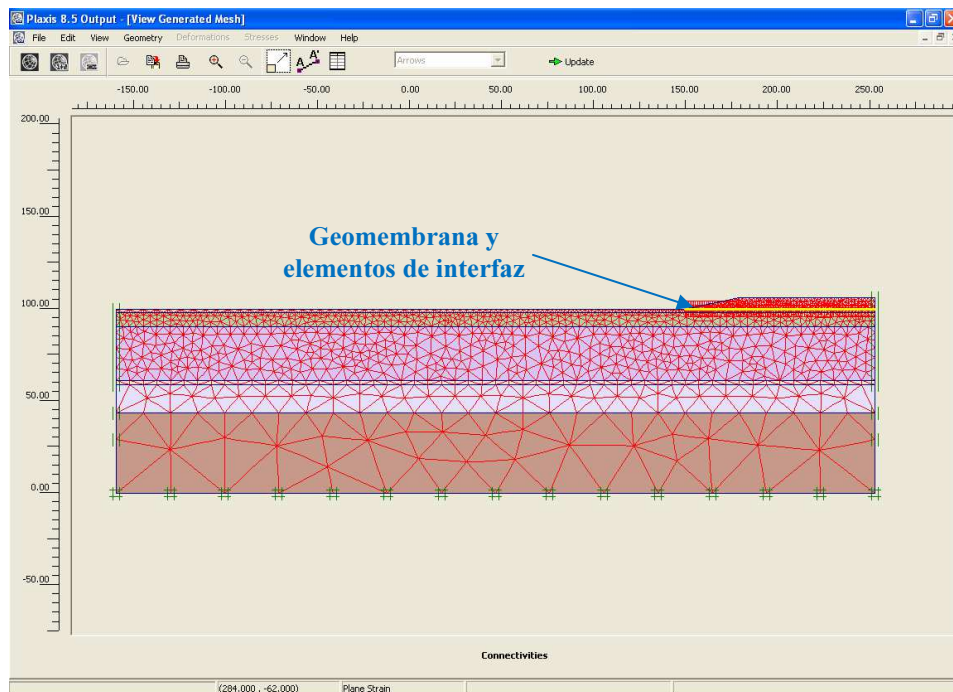 Plaxis 8.5 Output - [View Generated Mesh]
File Edit View Geometry Deformations Stresses Window Help
Arrows
Update
-150.00 -100.00 -50.00 0.00 50.00 100.00 150.00 200.00 250.00
200.00
150.00
Geomembrana y
elementos de interfaz
100.00
50.00
0.00
-50.00
Connectivities
(284.000 , -62.000) Plane Strain